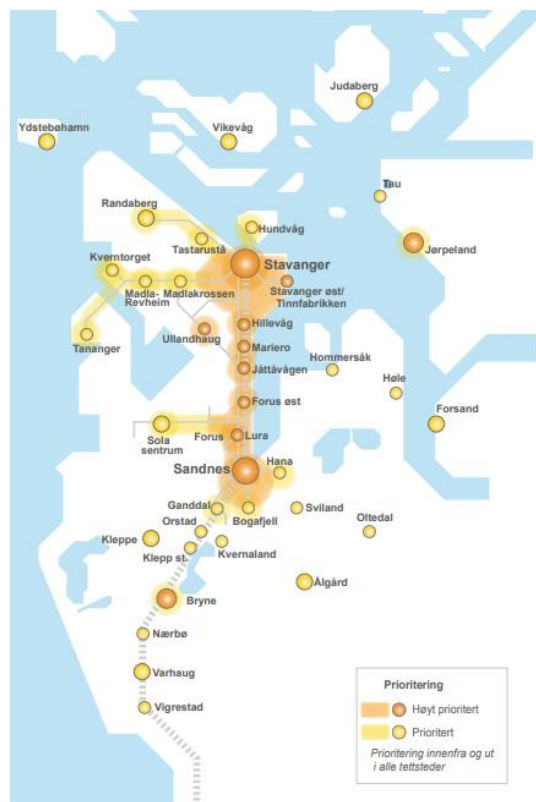 Judaberg
Ydstebøhamn
Vikevåg
Tau
Randaberg
Hundvåg
Tastarustå
Jørpeland
Kverntorget
Stavanger
Madla-
Revheim
Madlakrossen
Stavanger øst/
Tinnfabrikken
Hillevåg
Ullandhaug
Mariero
Tananger
Hommersåk
Jåttåvågen
Høle
Forus øst
Forsand
Sola
sentrum
Forus
Lura
Sandnes
Hana
Ganddal
Bogafjell
Sviland
Orstad
Oltedal
Kleppe
Klepp st.
Kvernaland
Ålgård
Bryne
Nærbø
Varhaug
Vigrestad
Prioritering
Høyt prioritert
Prioritert
Prioritering innenfra og ut
i alle tettsteder